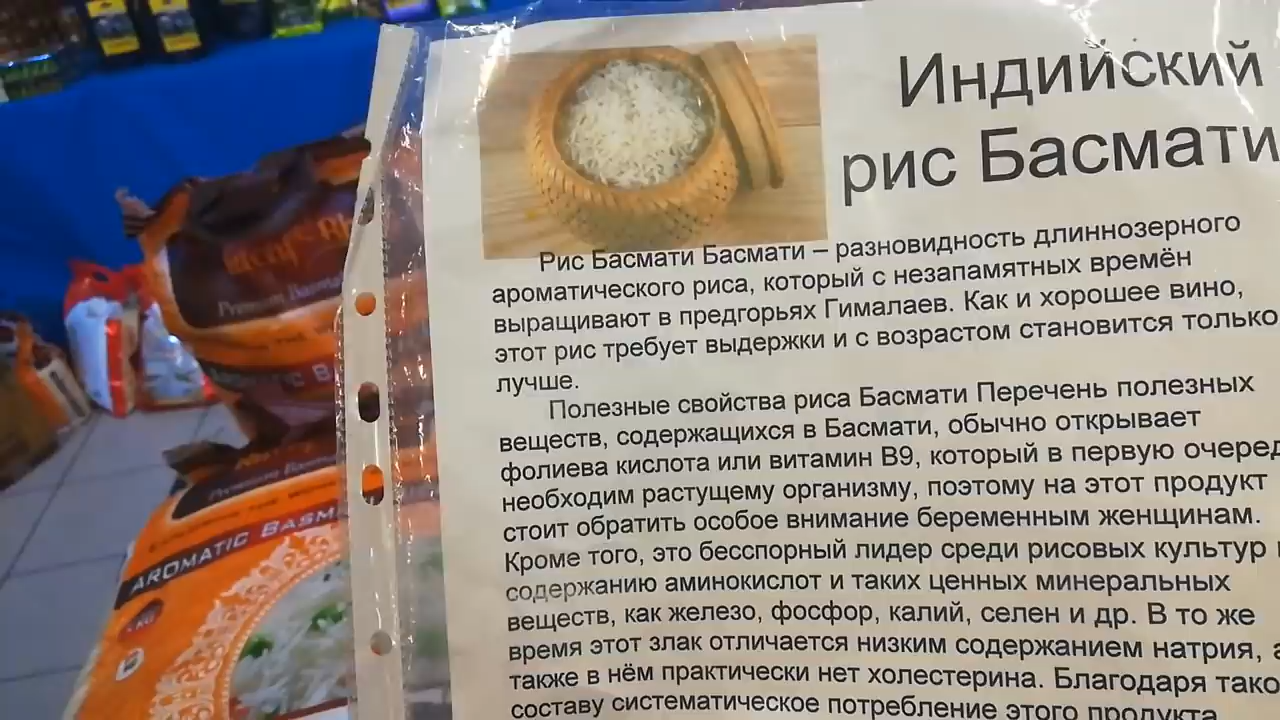 Индийский
рис Басмати
Рис Басмати Басмати – разновидность длиннозерного
ароматического риса, который с незапамятных времён
выращивают в предгорьях Гималаев. Как и хорошее вино,
этот рис требует выдержки и с возрастом становится только
лучше.
Полезные свойства риса Басмати Перечень полезных
веществ, содержащихся в Басмати, обычно открывает
фолиева кислота или витамин В9, который в первую очеред
необходим растущему организму, поэтому на этот продукт
стоит обратить особое внимание беременным женщинам.
Кроме того, это бесспорный лидер среди рисовых культур
содержанию аминокислот и таких ценных минеральных
веществ, как железо, фосфор, калий, селен и др. В то же
время этот злак отличается низким содержанием натрия, а
также в нём практически нет холестерина. Благодаря тако
составу систематическое потребление этого продукта
Premium Basma
AROMATIC BASM